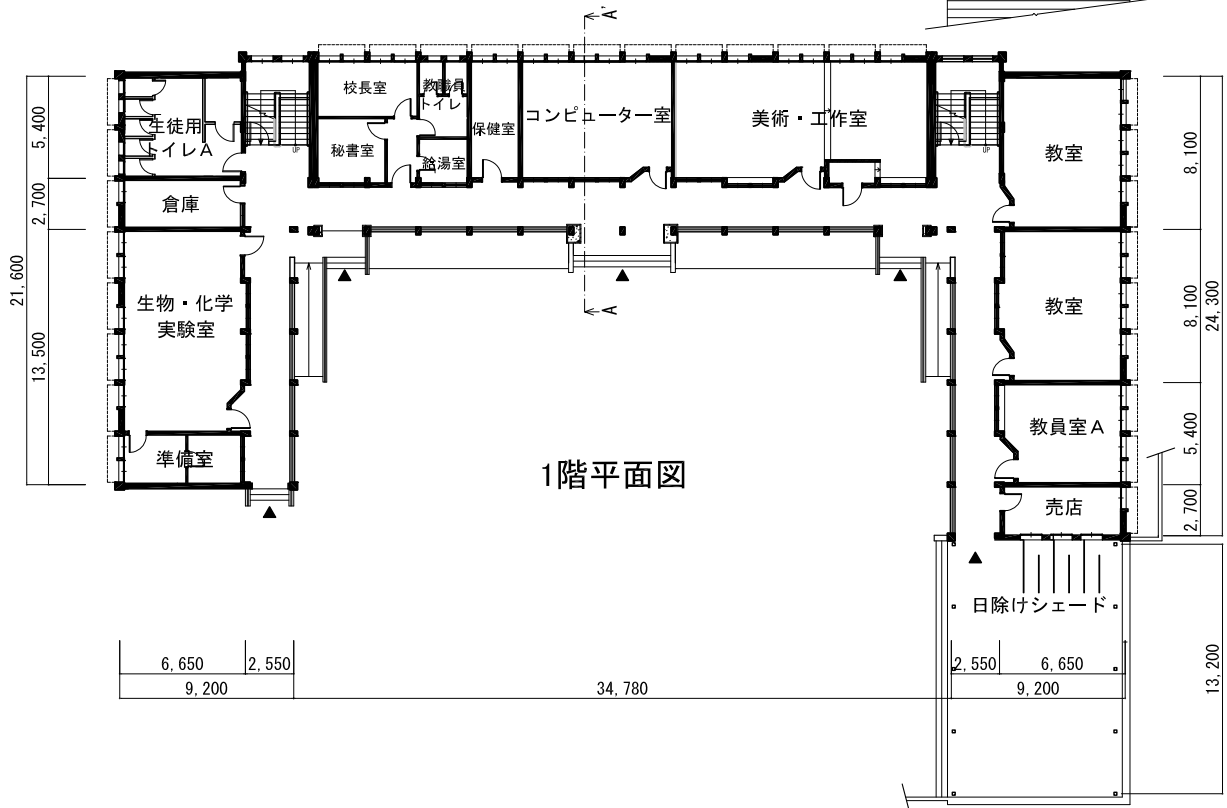 A'
UP
UP
校長室
教職員
トイレ
保健室
コンピューター室
美術・工作室
教室
生徒用
トイレA
秘書室
給湯室
倉庫
生物・化学
実験室
準備室
教室
教員室A
売店
A
1階平面図
日除けシェード
5,400
2,700
21,600
13,500
8,100
8,100
24,300
5,400
2,700
13,200
6,650
2,550
9,200
34,780
2,550
6,650
9,200